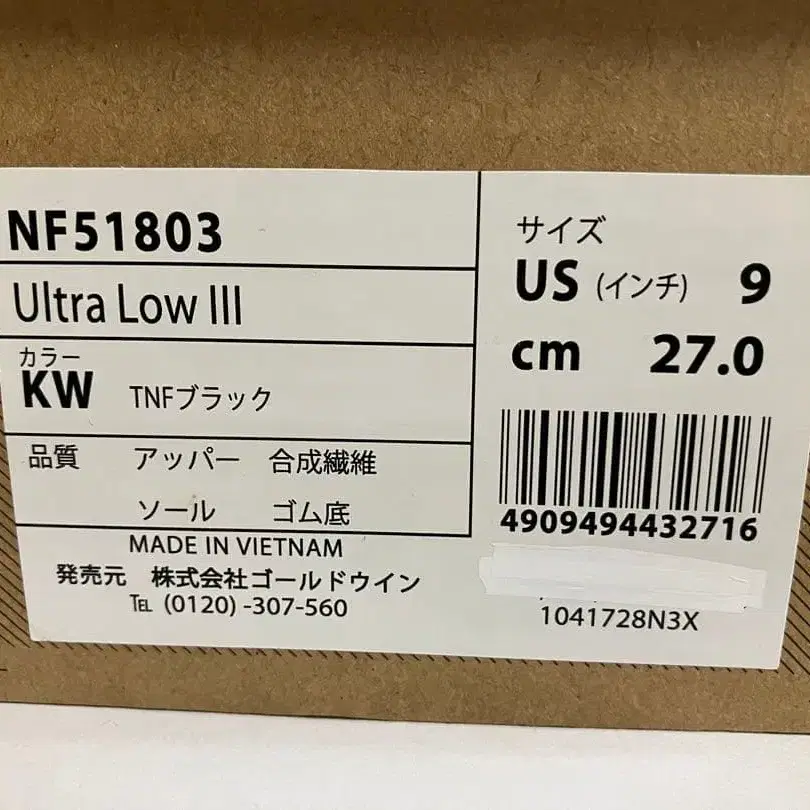 NF51803
Ultra Low III
カラー
KW TNFブラック
品質 アッパー 合成繊維
ソール ゴム底
MADE IN VIETNAM
発売元 株式会社ゴールドウイン
℡ (0120) -307-560
サイズ
US (インチ) 9
cm 27.0
4909494432716
1041728N3X